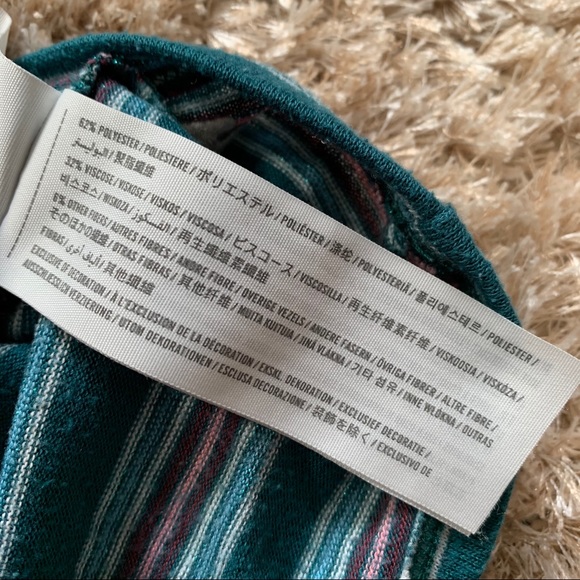 62% POLYESTER / POLIESTERE / ポリエステル / POLIÉSTER / 涤纶 / POLYESTERIÄ / 폴리에스테르 / POLIESTER /
البوليستر / 聚脂纖維
32% VISCOSE / VISKOSE / VISKOS / VISCOSA / ビスコース / VISCOSILLA / 再生纤维素纤维 / VISKOOSIA / VISKÓZA /
비스코스 / WISKOZA / الفسكوز / 再生纖維素纖維
6% OTHER FIBERS / AUTRES FIBRES / ANDRE FIBRE / OVERIGE VEZELS / ANDERE FASERN / ÖVRIGA FIBRER / ALTRE FIBRE /
そのほかの繊維 / OTRAS FIBRAS / 其他纤维 / MUITA KUITUA / JINÁ VLÁKNA / 기타 섬유 / INNE WŁÓKNA / OUTRAS
FIBRAS / ألياف أخرى / 其他纖維
EXCLUSIVE OF DECORATION / À L'EXCLUSION DE LA DÉCORATION / EKSKL. DEKORATION / EXCLUSIEF DECORATIE /
AUSSCHLIESSLICH VERZIERUNG / UTOM DEKORATIONEN / ESCLUSA DECORAZIONE / 装飾を除く / EXCLUSIVO DE